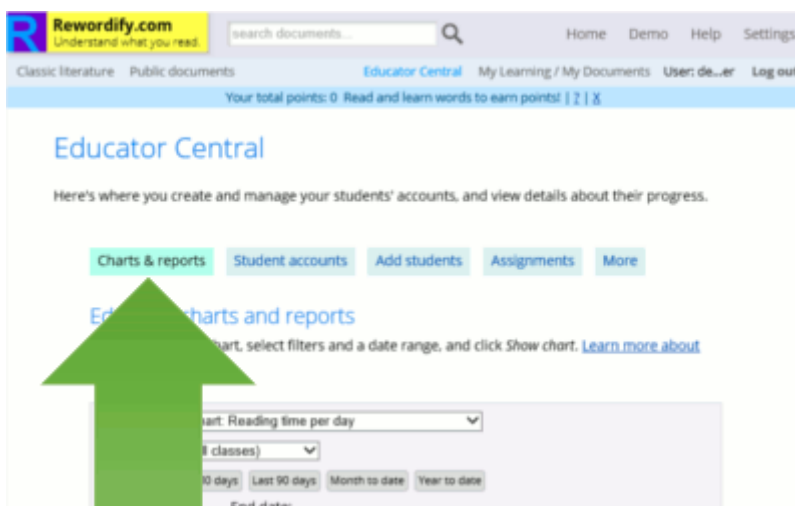 R
Rewordify.com
Understand what you read.
search documents...
Home Demo Help Settings
Classic literature Public documents Educator Central My Learning / My Documents User: de...er Log out
Your total points: 0 Read and learn words to earn points! | ? | X
Educator Central
Here's where you create and manage your students' accounts, and view details about their progress.
Charts & reports Student accounts Add students Assignments More
Ed harts and reports
hart, select filters and a date range, and click Show chart. Learn more about
art: Reading time per day
ll classes)
0 days Last 90 days Month to date Year to date
End date: